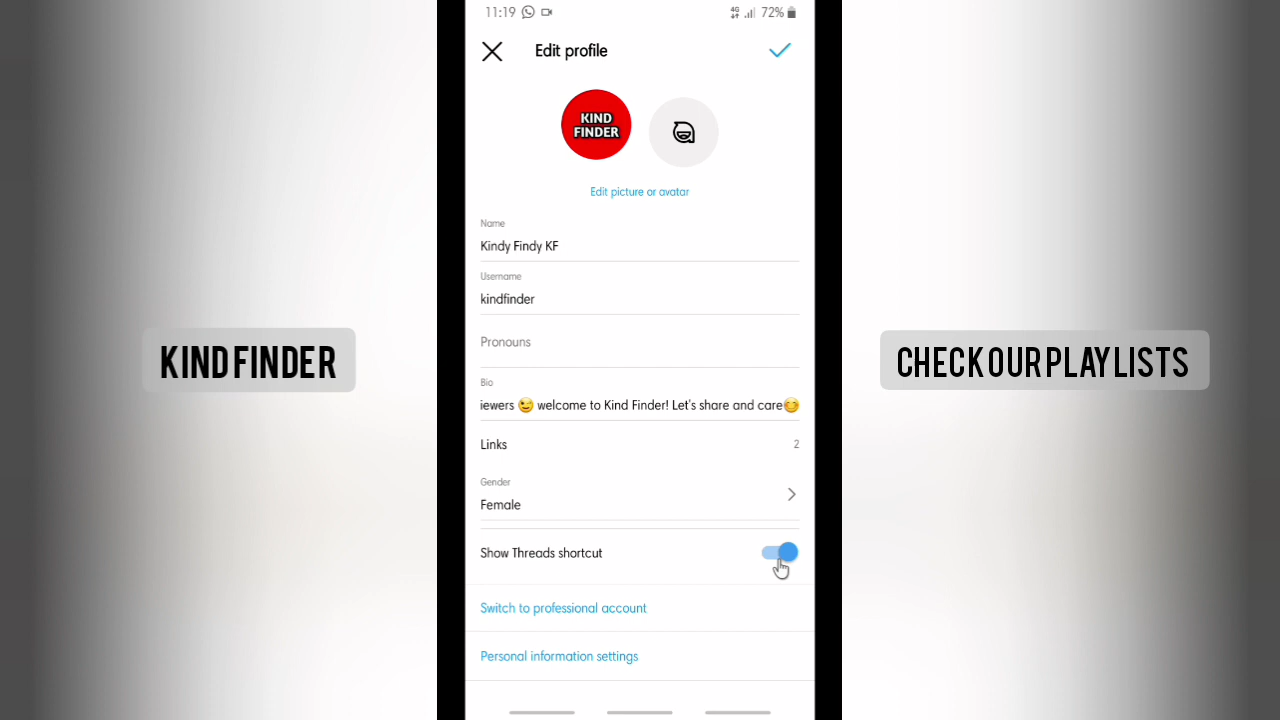 11:19 4G 72%
Edit profile
KIND
FINDER
Edit picture or avatar
Name
Kindy Findy KF
Username
kindfinder
Pronouns
Bio
iewers 😉 welcome to Kind Finder! Let's share and care😊
Links 2
Gender
Female
Show Threads shortcut
Switch to professional account
Personal information settings
KIND FINDER
CHECK OUR PLAYLISTS